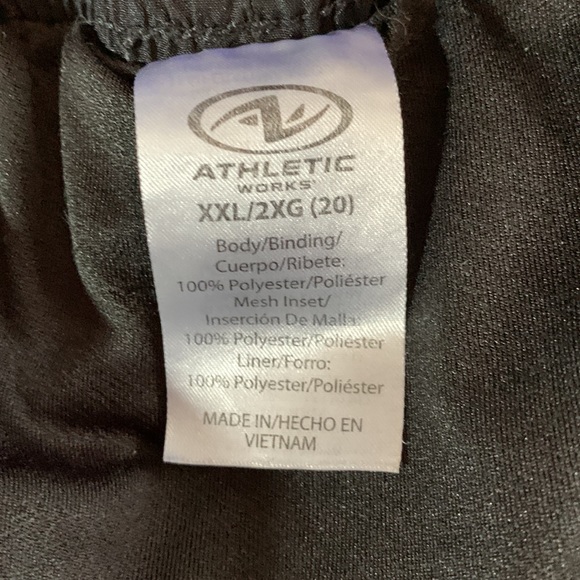 ATHLETIC
WORKS
XXL/2XG (20)
Body/Binding/
Cuerpo/Ribete:
100% Polyester/Poliéster
Mesh Inset/
Inserción De Malla:
100% Polyester/Poliéster
Liner/Forro:
100% Polyester/Poliéster
MADE IN/HECHO EN
VIETNAM